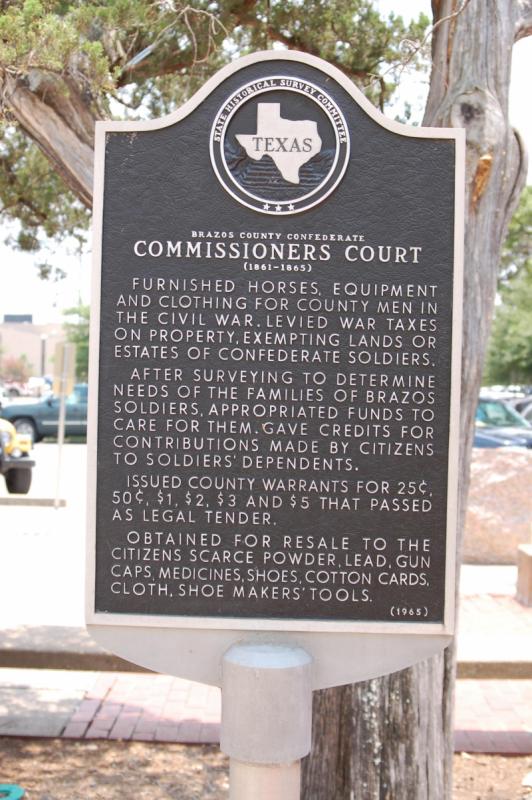 STATE HISTORICAL SURVEY COMMITTEE
TEXAS
BRAZOS COUNTY CONFEDERATE
COMMISSIONERS COURT
(1861-1865)
FURNISHED HORSES, EQUIPMENT
AND CLOTHING FOR COUNTY MEN IN
THE CIVIL WAR. LEVIED WAR TAXES
ON PROPERTY, EXEMPTING LANDS OR
ESTATES OF CONFEDERATE SOLDIERS.
AFTER SURVEYING TO DETERMINE
NEEDS OF THE FAMILIES OF BRAZOS
SOLDIERS, APPROPRIATED FUNDS TO
CARE FOR THEM. GAVE CREDITS FOR
CONTRIBUTIONS MADE BY CITIZENS
TO SOLDIERS' DEPENDENTS.
ISSUED COUNTY WARRANTS FOR 25¢,
50¢, $1, $2, $3 AND $5 THAT PASSED
AS LEGAL TENDER.
OBTAINED FOR RESALE TO THE
CITIZENS SCARCE POWDER, LEAD, GUN
CAPS, MEDICINES, SHOES, COTTON CARDS,
CLOTH, SHOE MAKERS' TOOLS.
(1965)